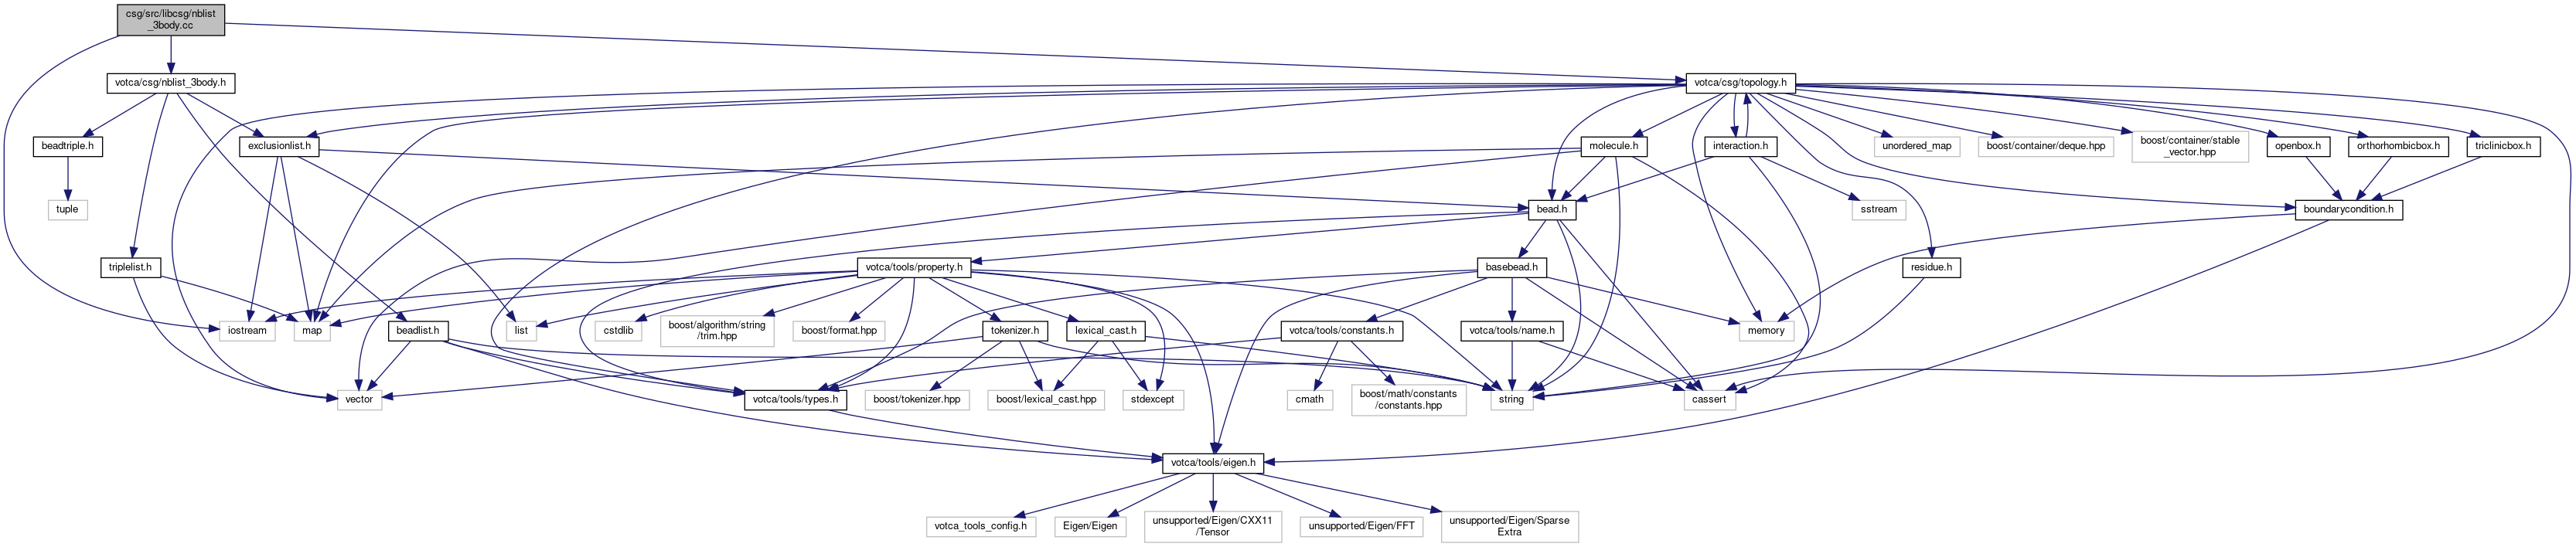 csg/src/libcsg/nblist
_3body.cc
votca/csg/nblist_3body.h
votca/csg/topology.h
beadtriple.h
exclusionlist.h
molecule.h
interaction.h
unordered_map
boost/container/deque.hpp
boost/container/stable
_vector.hpp
openbox.h
orthorhombicbox.h
triclinicbox.h
tuple
bead.h
sstream
boundarycondition.h
triplelist.h
votca/tools/property.h
basebead.h
residue.h
iostream
map
beadlist.h
list
cstdlib
boost/algorithm/string
/trim.hpp
boost/format.hpp
tokenizer.h
lexical_cast.h
votca/tools/constants.h
votca/tools/name.h
memory
vector
votca/tools/types.h
boost/tokenizer.hpp
boost/lexical_cast.hpp
stdexcept
cmath
boost/math/constants
/constants.hpp
string
cassert
votca/tools/eigen.h
votca_tools_config.h
Eigen/Eigen
unsupported/Eigen/CXX11
/Tensor
unsupported/Eigen/FFT
unsupported/Eigen/Sparse
Extra